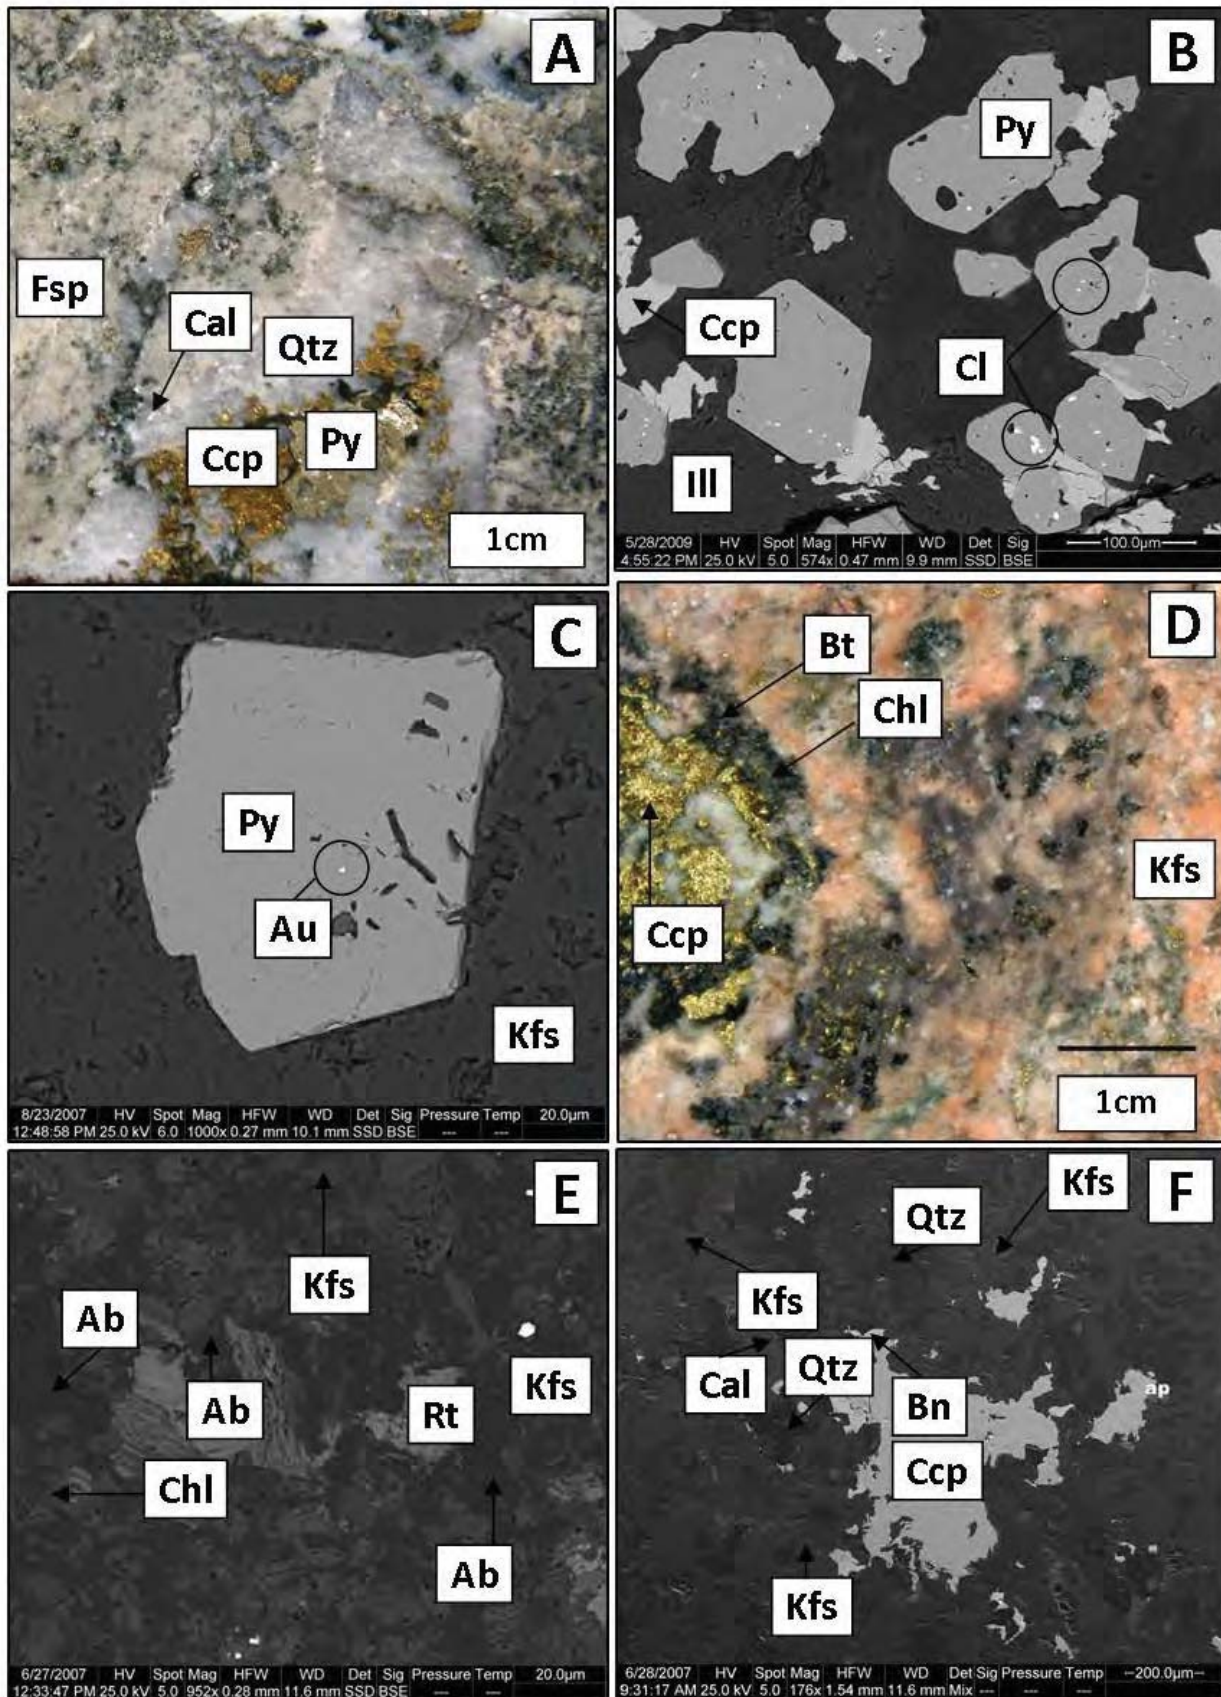 A
Fsp
Cal
Qtz
Ccp
Py
1cm
B
Py
Ccp
Cl
Ill
5/28/2009 HV Spot Mag HFW WD Det Sig 100.0µm
4:55:22 PM 25.0 kV 5.0 574x 0.47 mm 9.9 mm SSD BSE
C
Py
Au
Kfs
8/23/2007 HV Spot Mag HFW WD Det Sig Pressure Temp 20.0µm
12:48:58 PM 25.0 kV 6.0 1000x 0.27 mm 10.1 mm SSD BSE --- ---
D
Bt
Chl
Kfs
Ccp
1cm
E
Kfs
Ab
Ab
Kfs
Rt
Chl
Ab
6/27/2007 HV Spot Mag HFW WD Det Sig Pressure Temp 20.0µm
12:33:47 PM 25.0 kV 5.0 952x 0.28 mm 11.6 mm SSD BSE --- ---
F
Kfs
Qtz
Kfs
Cal
Qtz
Bn
ap
Ccp
Kfs
6/28/2007 HV Spot Mag HFW WD Det Sig Pressure Temp --200.0µm--
9:31:17 AM 25.0 kV 5.0 176x 1.54 mm 11.6 mm Mix --- --- ---